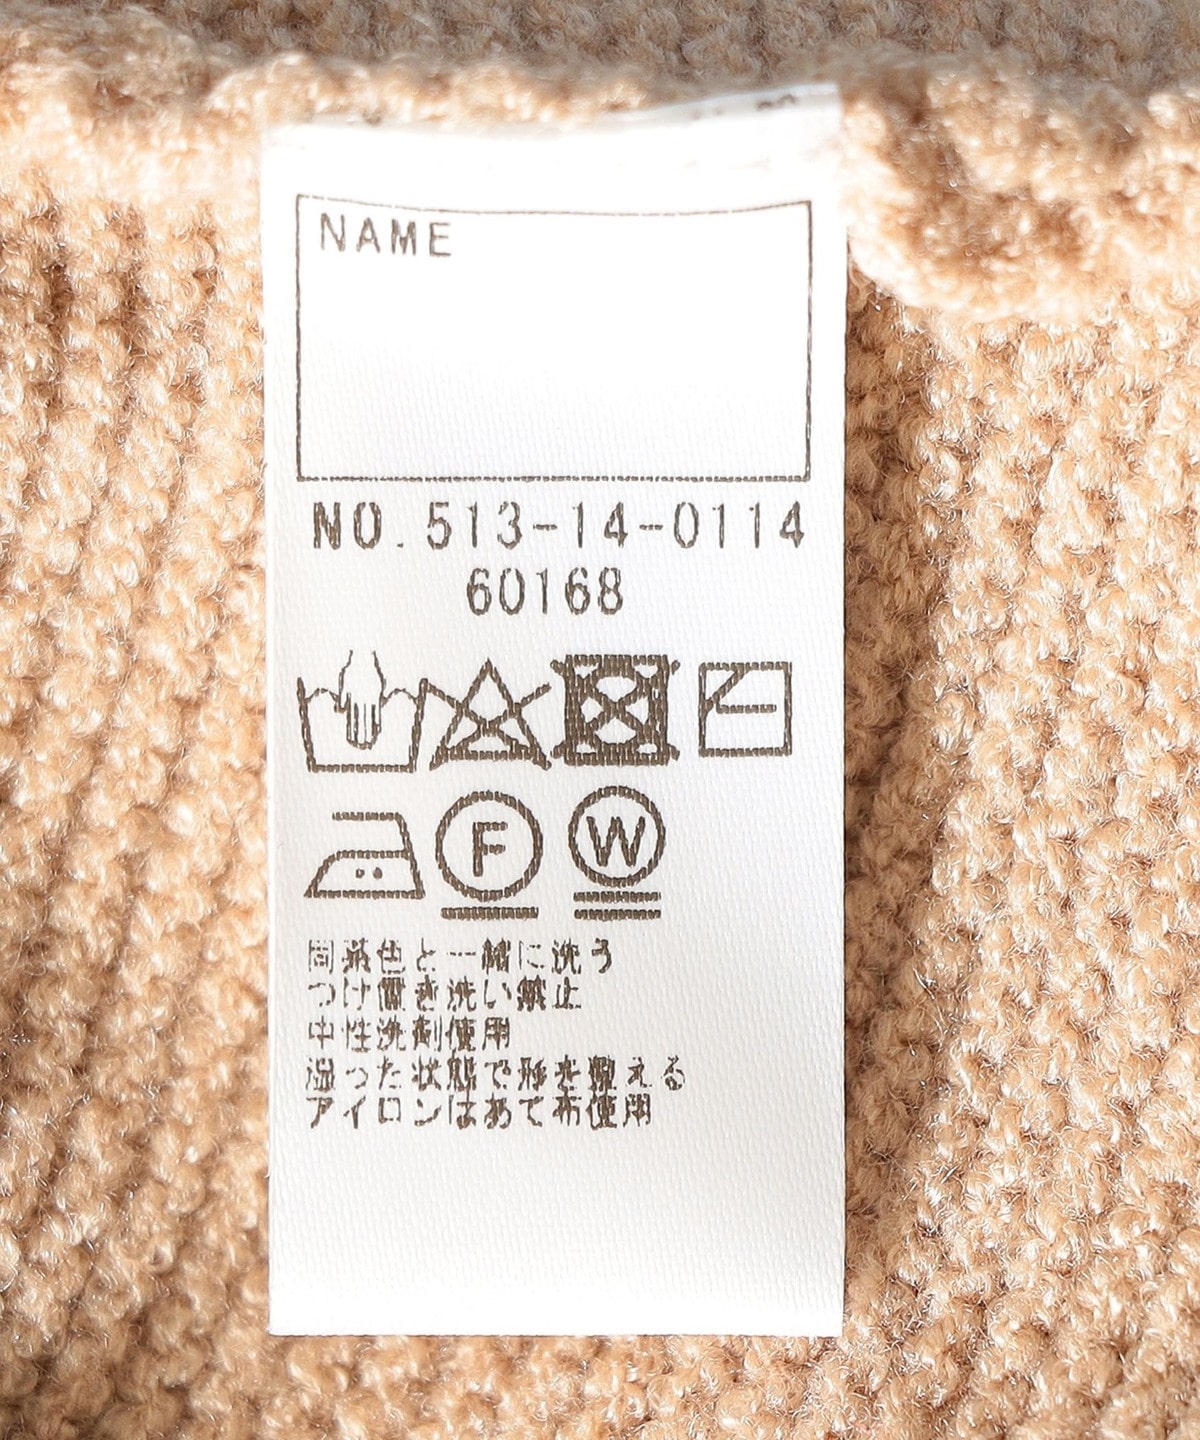 NAME
NO. 513-14-0114
60168
F
W
同系色と一緒に洗う
つけ置き洗い禁止
中性洗剤使用
湿った状態で形を整える
アイロンはあて布使用